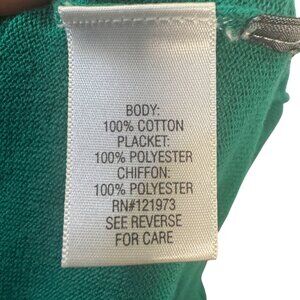 BODY:
100% COTTON
PLACKET:
100% POLYESTER
CHIFFON:
100% POLYESTER
RN#121973
SEE REVERSE
FOR CARE